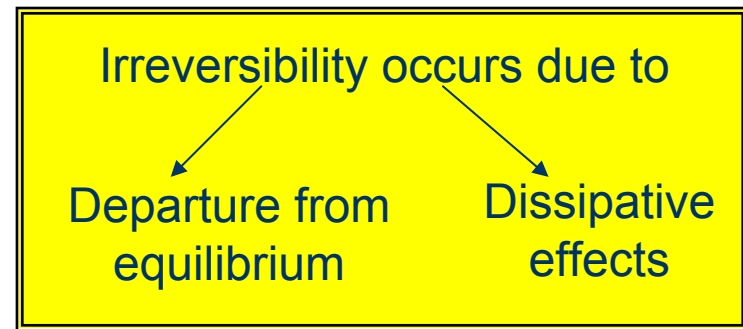 Irreversibility occurs due to
Departure from
equilibrium
Dissipative
effects